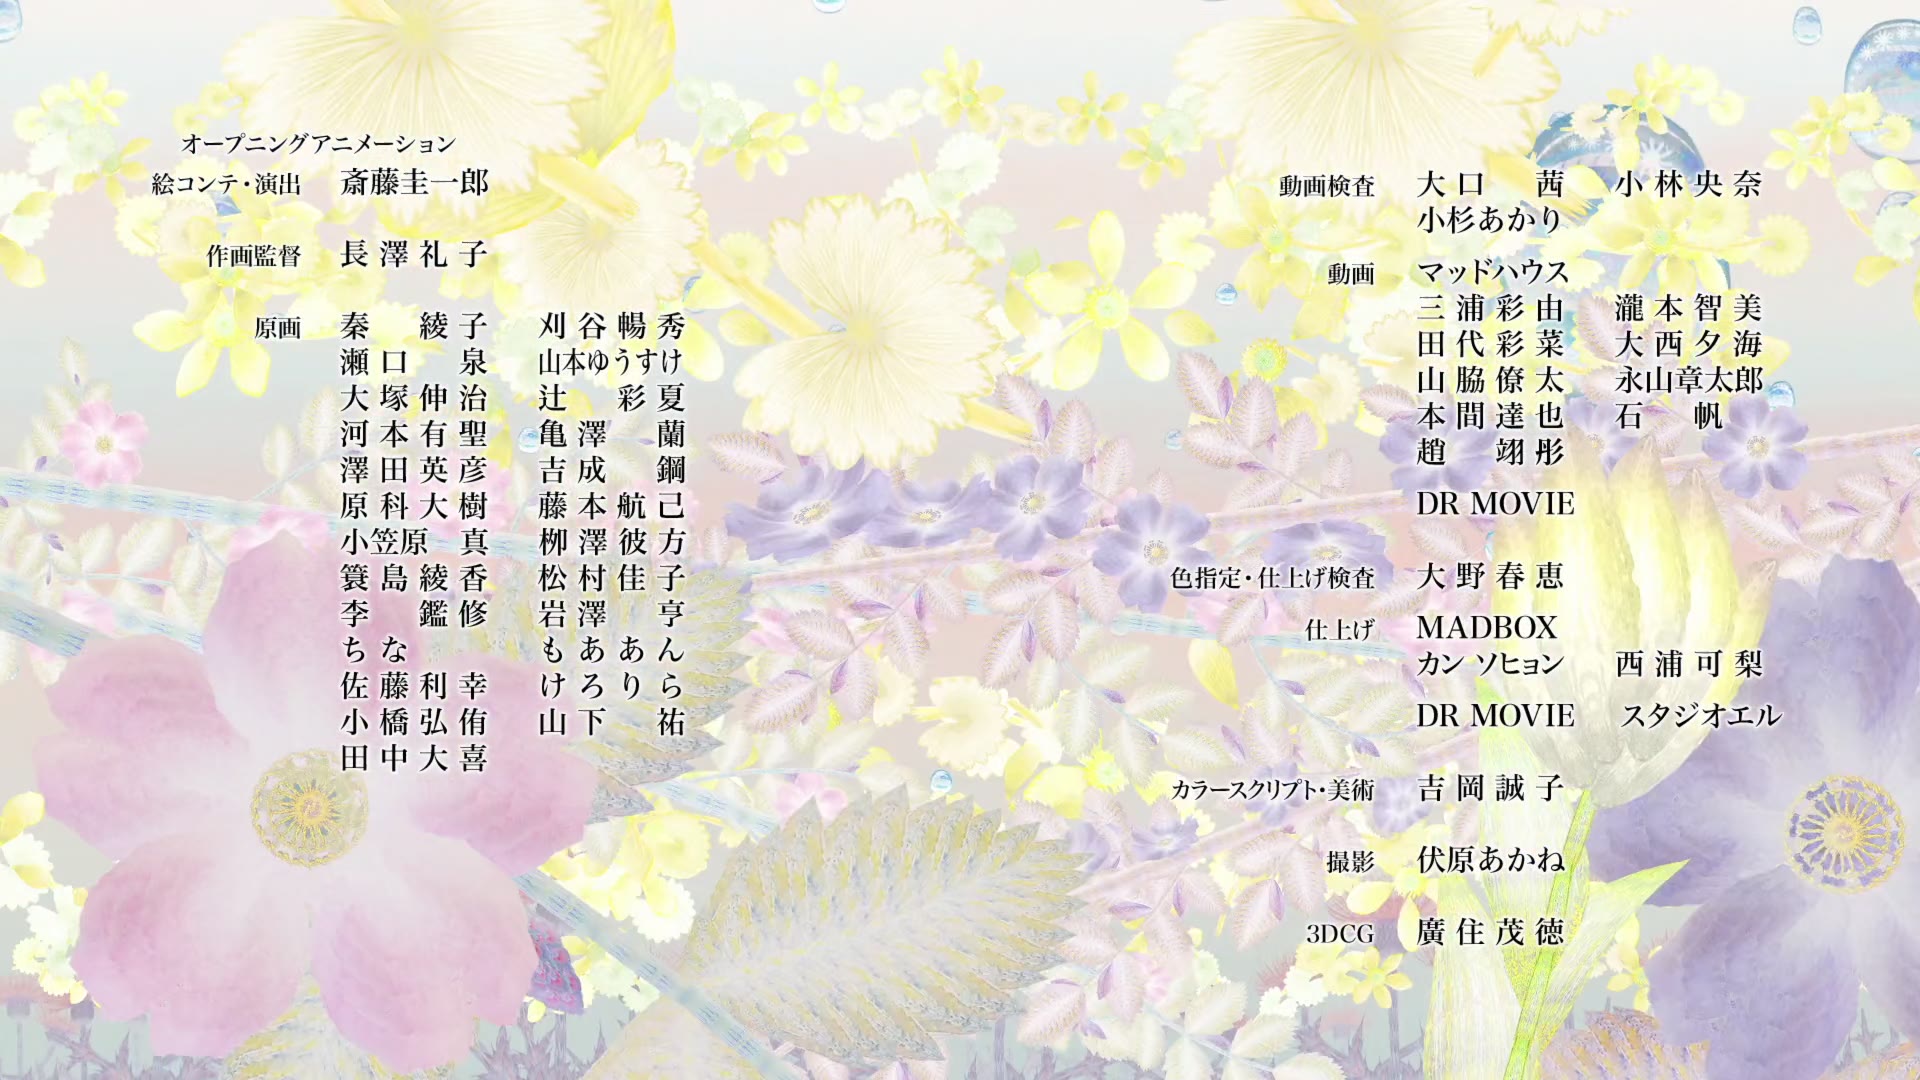 オープニングアニメーション
絵コンテ・演出 斎藤圭一郎
作画監督 長澤礼子
原画 秦 綾子 刈谷暢秀
瀬口 泉 山本ゆうすけ
大塚伸治 辻 彩夏
河本有聖 亀澤 蘭
澤田英彦 吉成 鋼
原科大樹 藤本航己
小笠原 真 栁澤彼方
簑島綾香 松村佳子
李 鑑修 岩澤 亨
ちな もああん
佐藤利幸 けろりら
小橋弘侑 山下 祐
田中大喜
動画検査 大口 茜 小林央奈
小杉あかり
動画 マッドハウス
三浦彩由 瀧本智美
田代彩菜 大西夕海
山脇僚太 永山章太郎
本間達也 石 帆
趙 翊彤
DR MOVIE
色指定・仕上げ検査 大野春恵
仕上げ MADBOX
カン ソヒョン 西浦可梨
DR MOVIE スタジオエル
カラースクリプト・美術 吉岡誠子
撮影 伏原あかね
3DCG 廣住茂徳